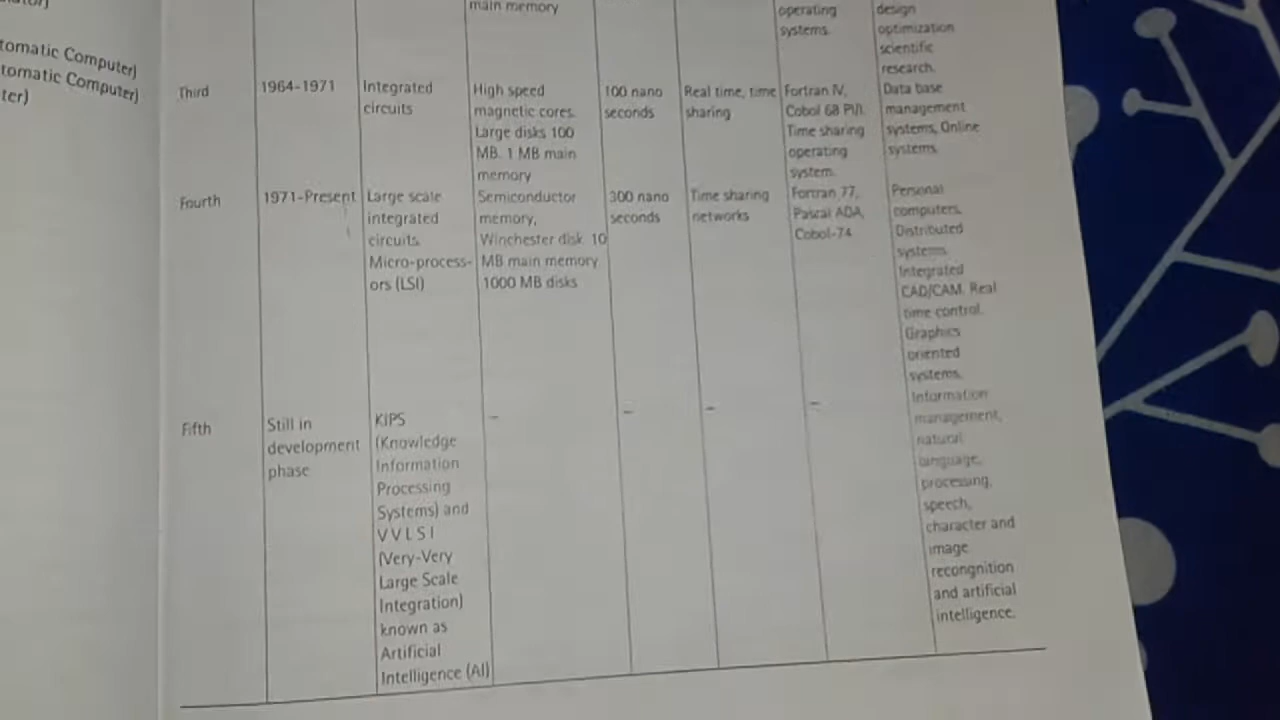 tomatic Computer)
tomatic Computer)
ter)
main memory
operating
systems.
design
optimization
scientific
research.
Third
1964-1971
Integrated
circuits
High speed
magnetic cores.
Large disks 100
MB. 1 MB main
memory
100 nano
seconds
Real time, time
sharing
Fortran IV,
Cobol 68 Pl/I.
Time sharing
operating
system.
Data base
management
systems, Online
systems.
Fourth
1971-Present
Large scale
integrated
circuits.
Micro-process-
ors (LSI)
Semiconductor
memory,
Winchester disk. 10
MB main memory
1000 MB disks
300 nano
seconds
Time sharing
networks
Fortran 77,
Pascal ADA,
Cobol-74
Personal
computers.
Distributed
systems
Integrated
CAD/CAM. Real
time control.
Graphics
oriented
systems.
Fifth
Still in
development
phase
KIPS
(Knowledge
Information
Processing
Systems) and
V V L S I
(Very-Very
Large Scale
Integration)
known as
Artificial
Intelligence (AI)
–
–
–
–
Information
management,
natural
language,
processing,
speech,
character and
image
recongnition
and artificial
intelligence.